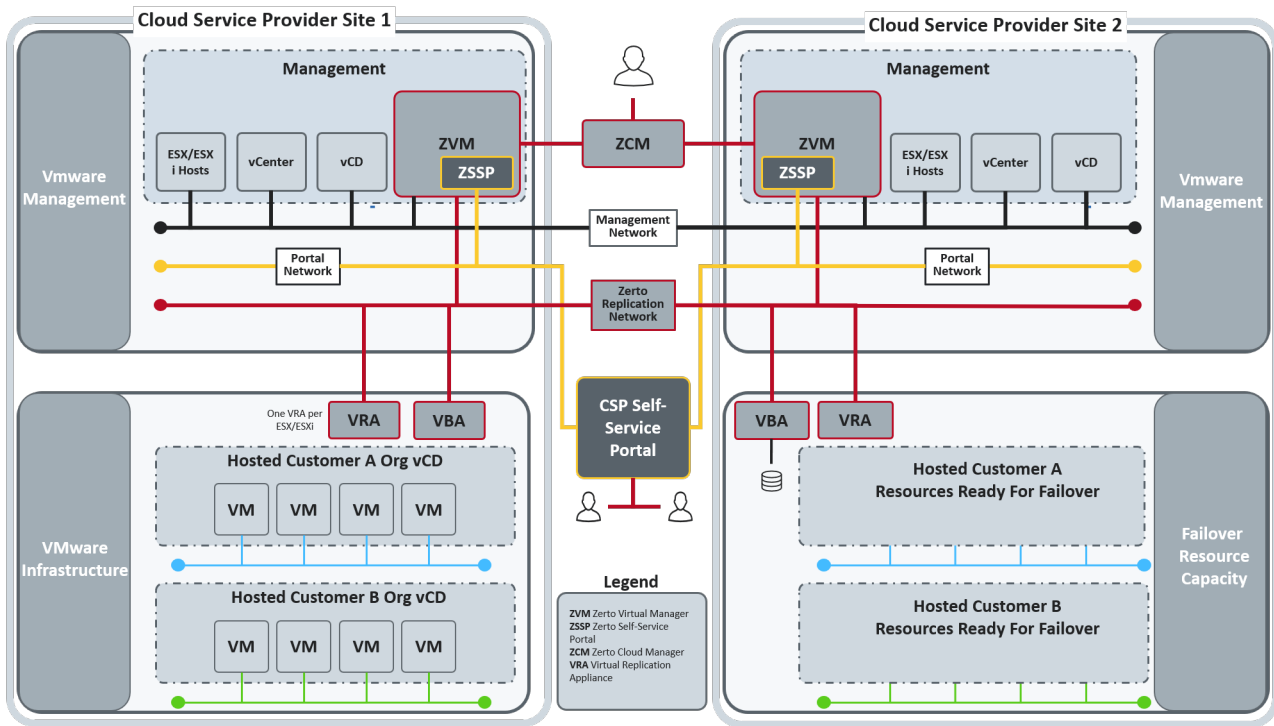 Cloud Service Provider Site 1
Cloud Service Provider Site 2
Vmware
Management
Management
ESX/ESX
i Hosts
vCenter
vCD
ZVM
ZSSP
ZCM
Management
ZVM
ZSSP
ESX/ESX
i Hosts
vCenter
vCD
Vmware
Management
Management
Network
Portal
Network
Portal
Network
Zerto
Replication
Network
One VRA per
ESX/ESXi
VRA
VBA
CSP Self-
Service
Portal
VBA
VRA
VMware
Infrastructure
Hosted Customer A Org vCD
VM
VM
VM
VM
Hosted Customer B Org vCD
VM
VM
VM
VM
Legend
ZVM Zerto Virtual Manager
ZSSP Zerto Self-Service
Portal
ZCM Zerto Cloud Manager
VRA Virtual Replication
Appliance
Hosted Customer A
Resources Ready For Failover
Hosted Customer B
Resources Ready For Failover
Failover
Resource
Capacity